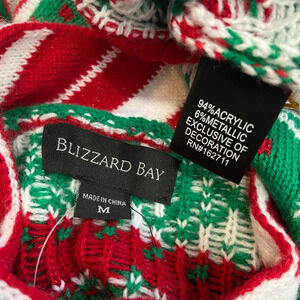 94%ACRYLIC
6%METALLIC
EXCLUSIVE OF
DECORATION
RN#162711
BLIZZARD BAY
MADE IN CHINA
M